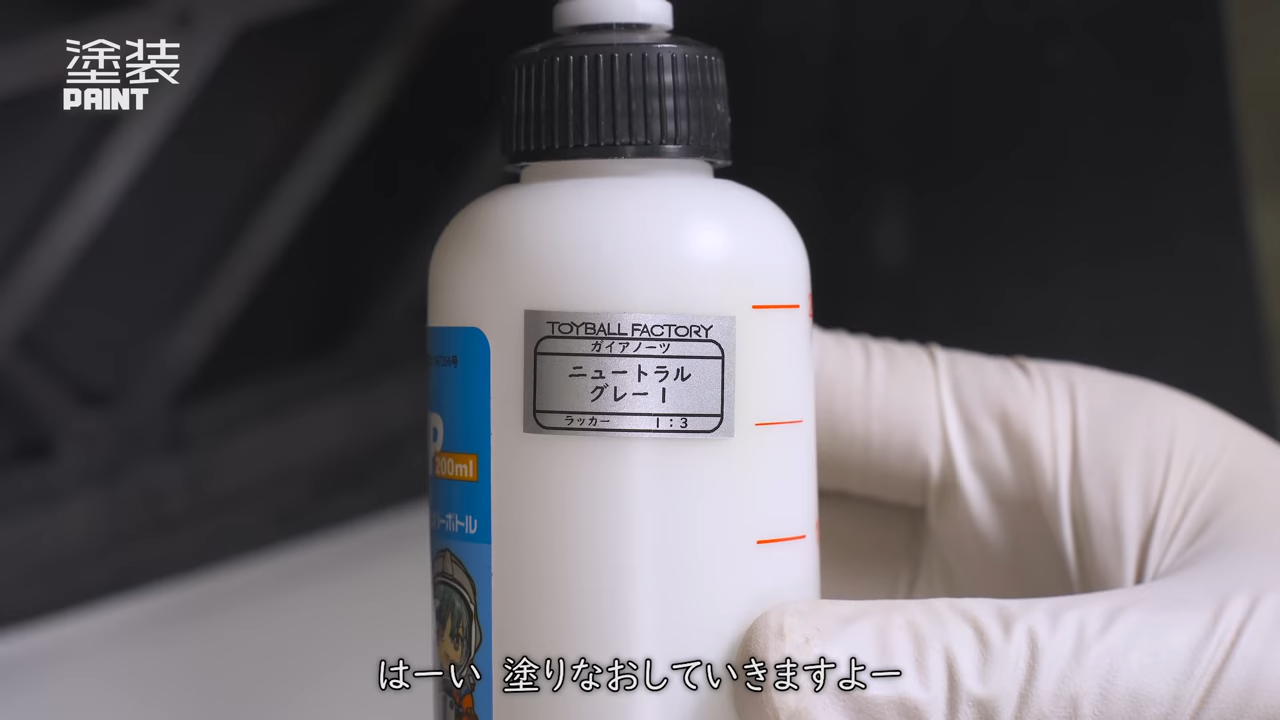 塗装
PAINT
TOYBALL FACTORY
ガイアノーツ
ニュートラル
グレーⅠ
ラッカー 1:3
200ml
ーボトル
はーい 塗りなおしていきますよー